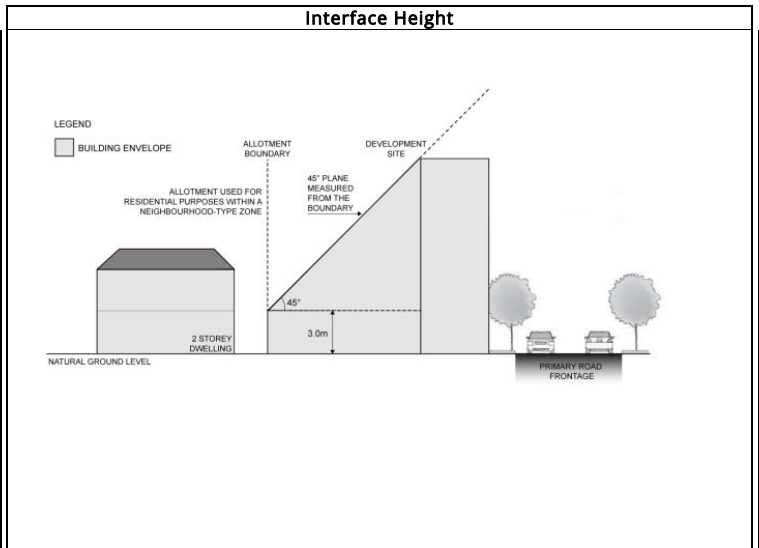 Interface Height
LEGEND
BUILDING ENVELOPE
ALLOTMENT
BOUNDARY
DEVELOPMENT
SITE
ALLOTMENT USED FOR
RESIDENTIAL PURPOSES WITHIN A
NEIGHBOURHOOD-TYPE ZONE
45° PLANE
MEASURED
FROM THE
BOUNDARY
45°
3.0m
2 STOREY
DWELLING
NATURAL GROUND LEVEL
PRIMARY ROAD
FRONTAGE